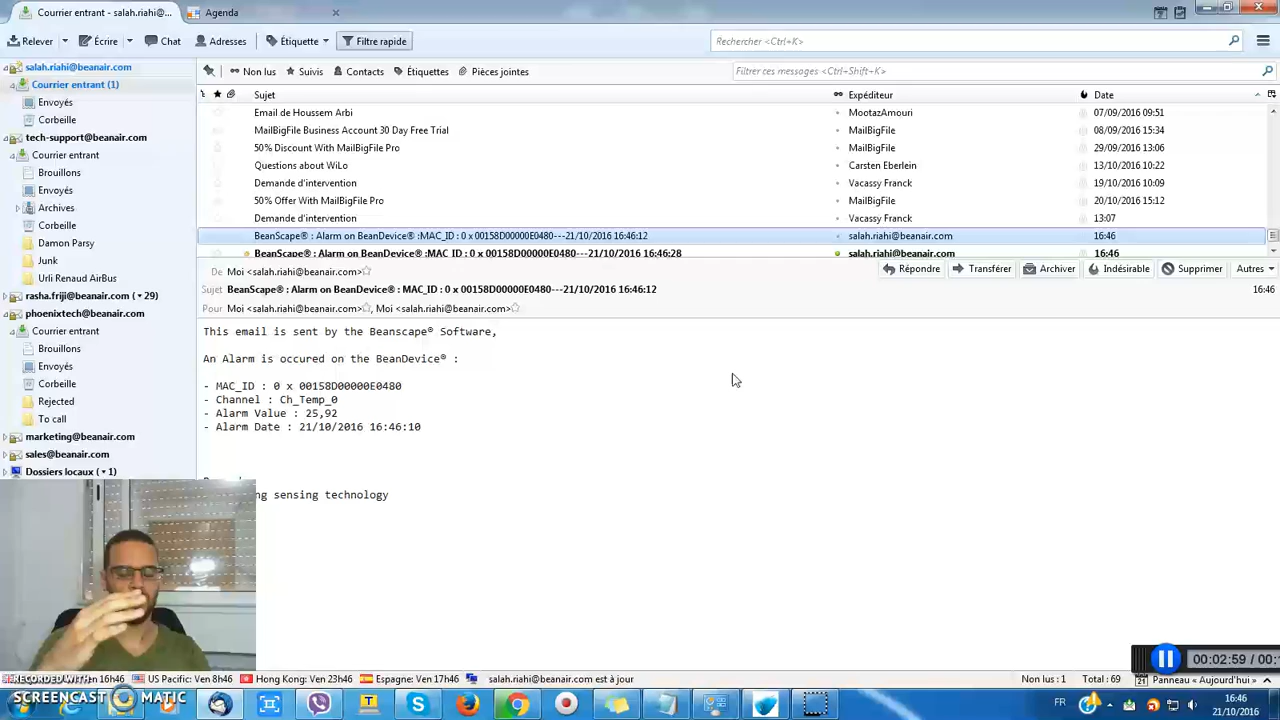 Courrier entrant - salah.riahi@...
Agenda
Relever
Écrire
Chat
Adresses
Étiquette
Filtre rapide
Rechercher <Ctrl+K>
salah.riahi@beanair.com
Courrier entrant (1)
Envoyés
Corbeille
tech-support@beanair.com
Courrier entrant
Brouillons
Envoyés
Archives
Corbeille
Damon Parsy
Junk
Urli Renaud AirBus
rasha.friji@beanair.com (▾ 29)
phoenixtech@beanair.com
Courrier entrant
Brouillons
Envoyés
Corbeille
Rejected
To call
marketing@beanair.com
sales@beanair.com
Dossiers locaux (▾ 1)
Non lus
Suivis
Contacts
Étiquettes
Pièces jointes
Filtrer ces messages <Ctrl+Shift+K>
Sujet Expéditeur Date
Email de Houssem Arbi MootazAmouri 07/09/2016 09:51
MailBigFile Business Account 30 Day Free Trial MailBigFile 08/09/2016 15:34
50% Discount With MailBigFile Pro MailBigFile 29/09/2016 13:06
Questions about WiLo Carsten Eberlein 13/10/2016 10:22
Demande d'intervention Vacassy Franck 19/10/2016 10:09
50% Offer With MailBigFile Pro MailBigFile 20/10/2016 15:12
Demande d'intervention Vacassy Franck 13:07
BeanScape® : Alarm on BeanDevice® :MAC_ID : 0 x 00158D00000E0480---21/10/2016 16:46:12 salah.riahi@beanair.com 16:46
BeanScape® : Alarm on BeanDevice® :MAC_ID : 0 x 00158D00000E0480---21/10/2016 16:46:28 salah.riahi@beanair.com 16:46
De Moi <salah.riahi@beanair.com>
Répondre Transférer Archiver Indésirable Supprimer Autres
Sujet BeanScape® : Alarm on BeanDevice® : MAC_ID : 0 x 00158D00000E0480---21/10/2016 16:46:12 16:46
Pour Moi <salah.riahi@beanair.com>, Moi <salah.riahi@beanair.com>
This email is sent by the Beanscape® Software,
An Alarm is occured on the BeanDevice® :
- MAC_ID : 0 x 00158D00000E0480
- Channel : Ch_Temp_0
- Alarm Value : 25,92
- Alarm Date : 21/10/2016 16:46:10
ng sensing technology
00:02:59 /
RECORDED WITH
SCREENCAST MATIC
16h46 US Pacific: Ven 8h46 Hong Kong: Ven 23h46 Espagne: Ven 17h46 salah.riahi@beanair.com est à jour
Non lus : 1 Total : 69 21 Panneau « Aujourd'hui »
FR
16:46
21/10/2016